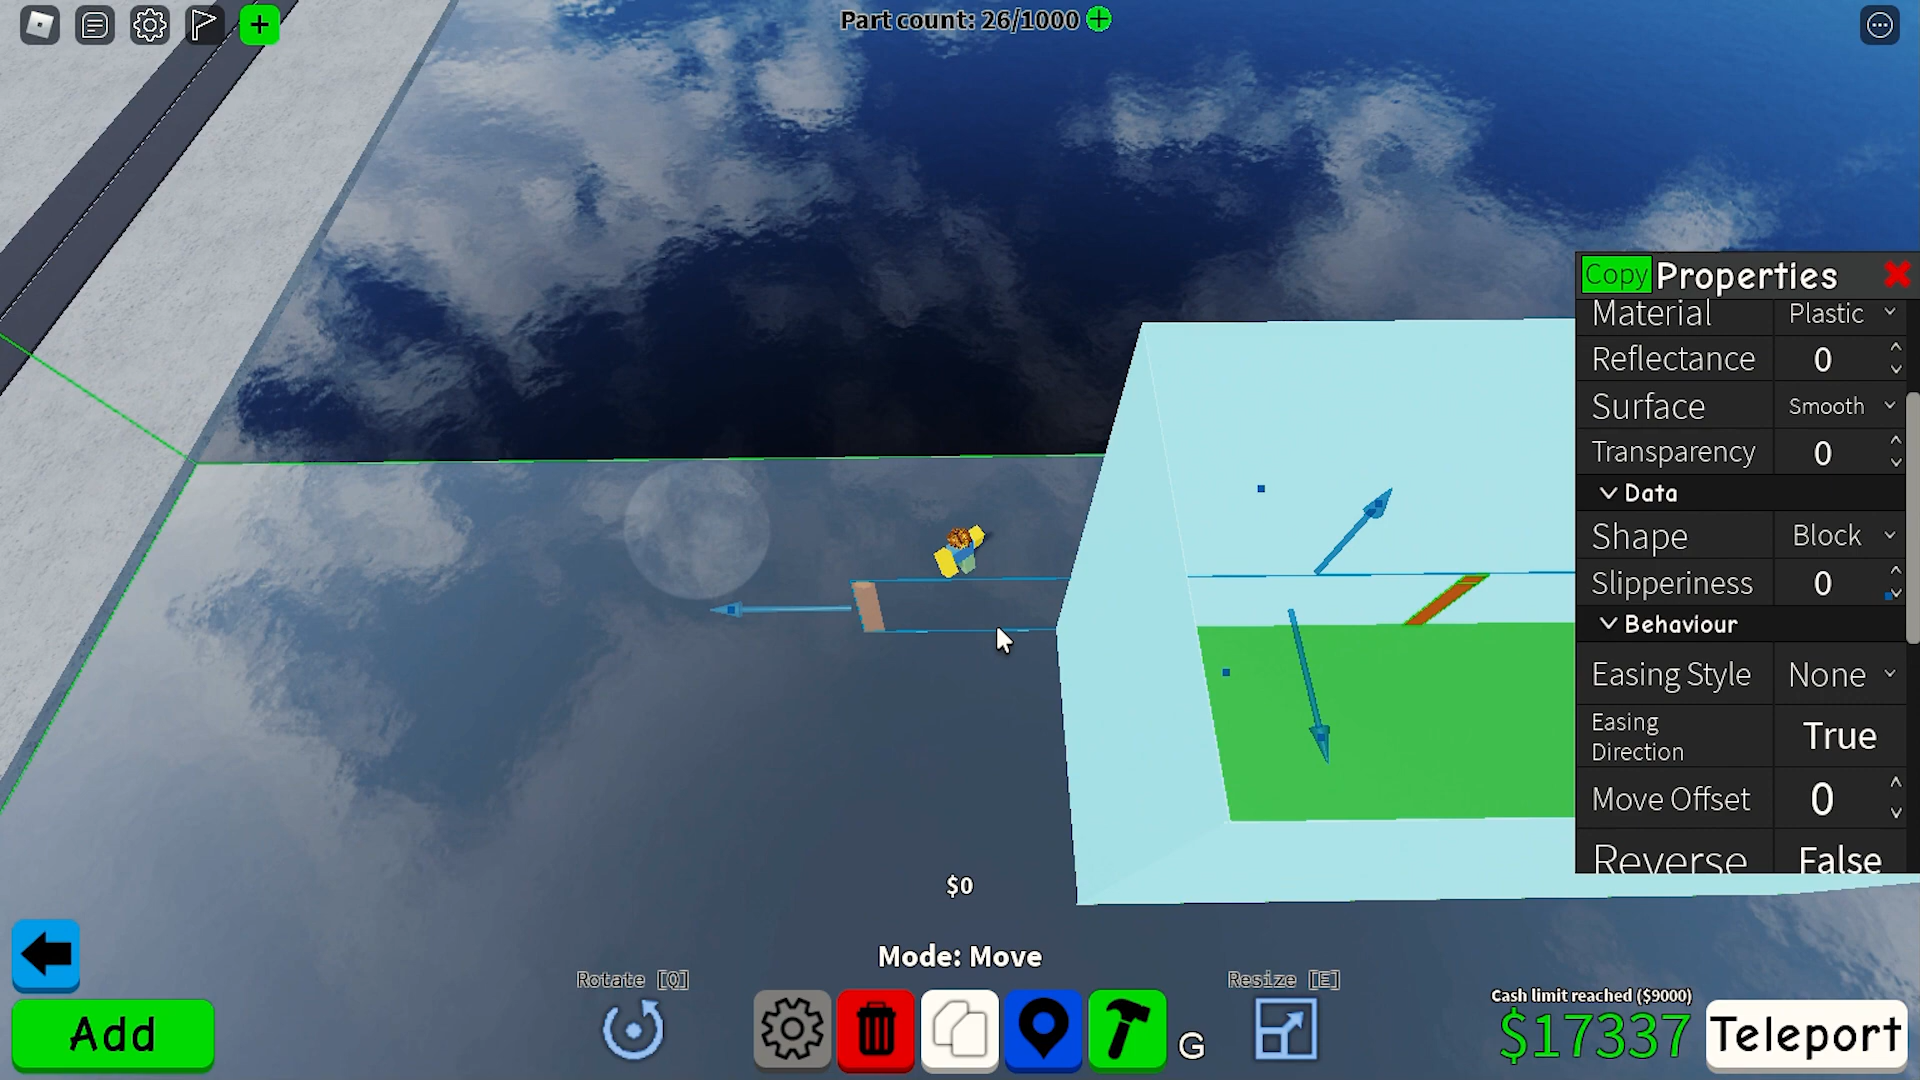 Part count: 26/1000
Copy Properties
Material Plastic
Reflectance 0
Surface Smooth
Transparency 0
Data
Shape Block
Slipperiness 0
Behaviour
Easing Style None
Easing Direction True
Move Offset 0
Reverse False
$0
Mode: Move
Rotate [Q]
Resize [E]
G
Add
Cash limit reached ($9000)
$17337
Teleport